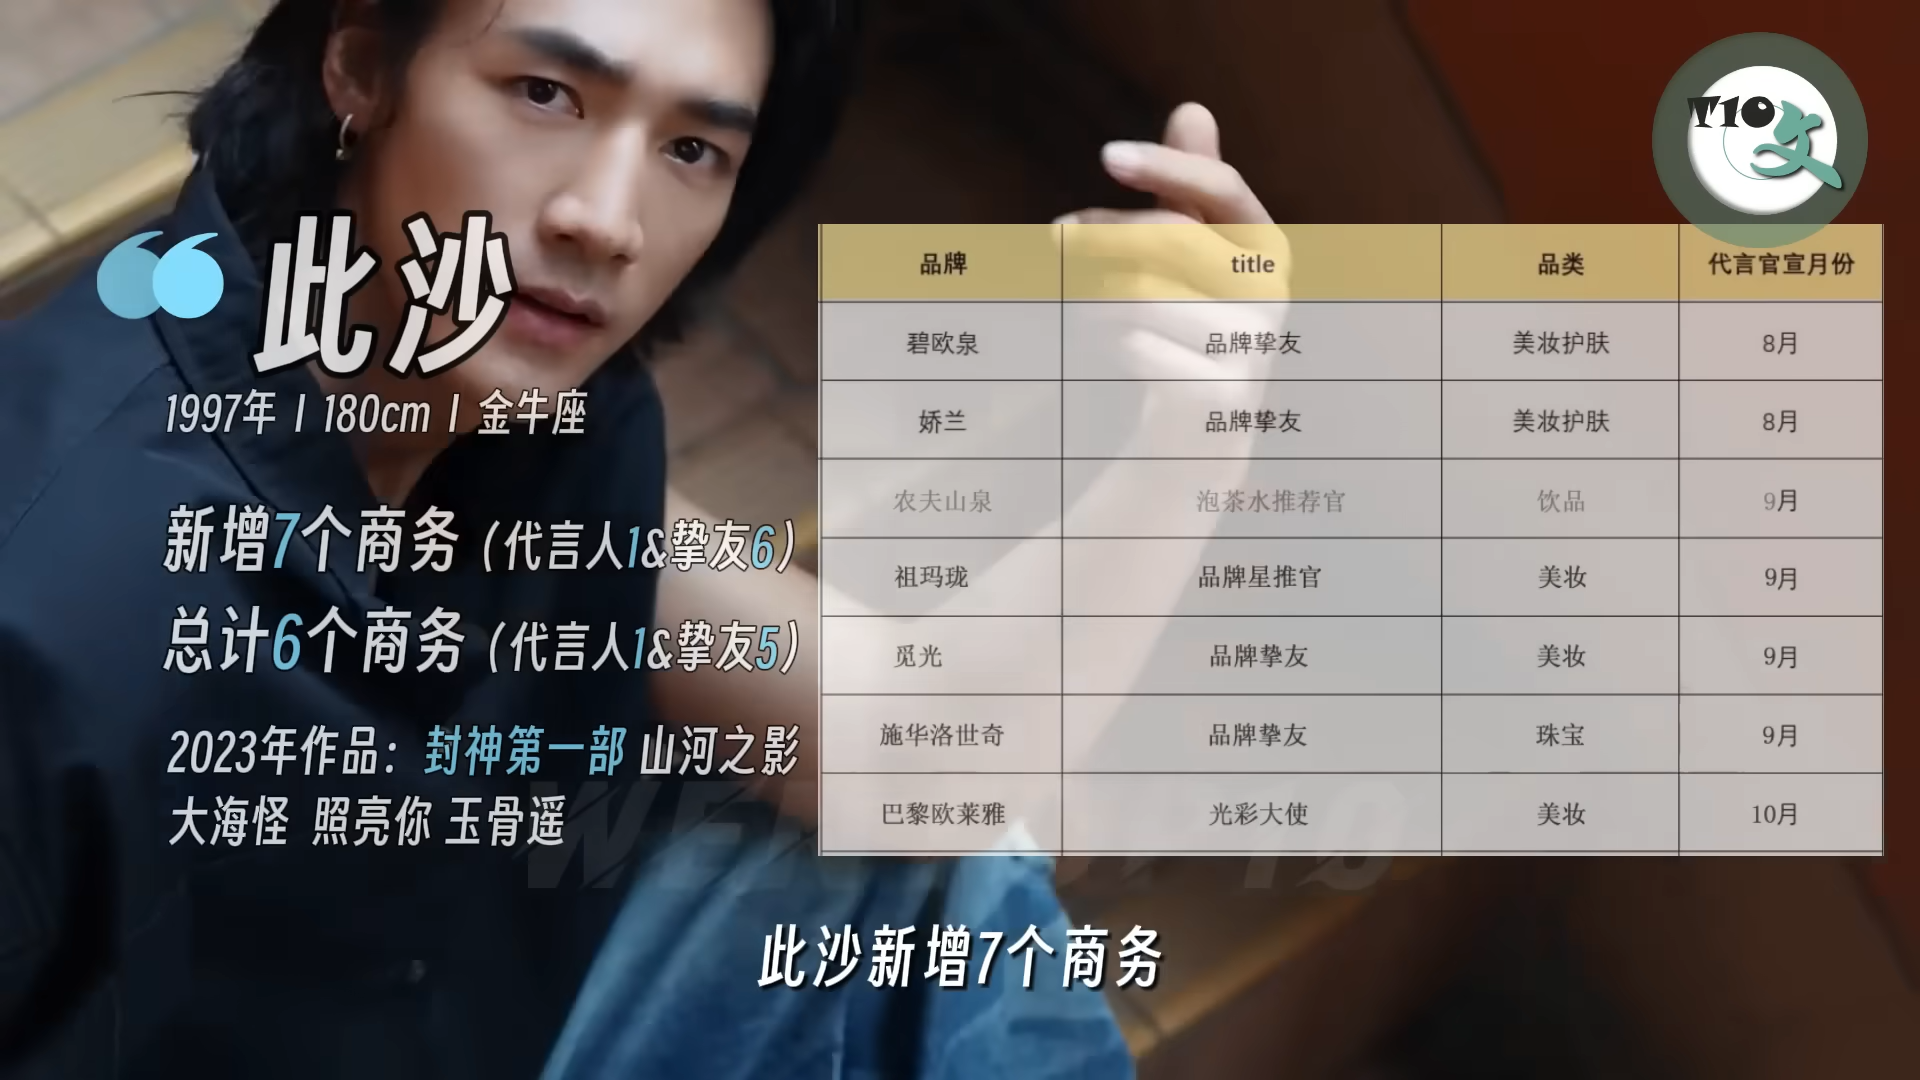 T10文
此沙
1997年 | 180cm | 金牛座
新增7个商务（代言人1&挚友6）
总计6个商务（代言人1&挚友5）
2023年作品：封神第一部 山河之影
大海怪 照亮你 玉骨遥
品牌 title 品类 代言官宣月份
碧欧泉 品牌挚友 美妆护肤 8月
娇兰 品牌挚友 美妆护肤 8月
农夫山泉 泡茶水推荐官 饮品 9月
祖玛珑 品牌星推官 美妆 9月
觅光 品牌挚友 美妆 9月
施华洛世奇 品牌挚友 珠宝 9月
巴黎欧莱雅 光彩大使 美妆 10月
此沙新增7个商务